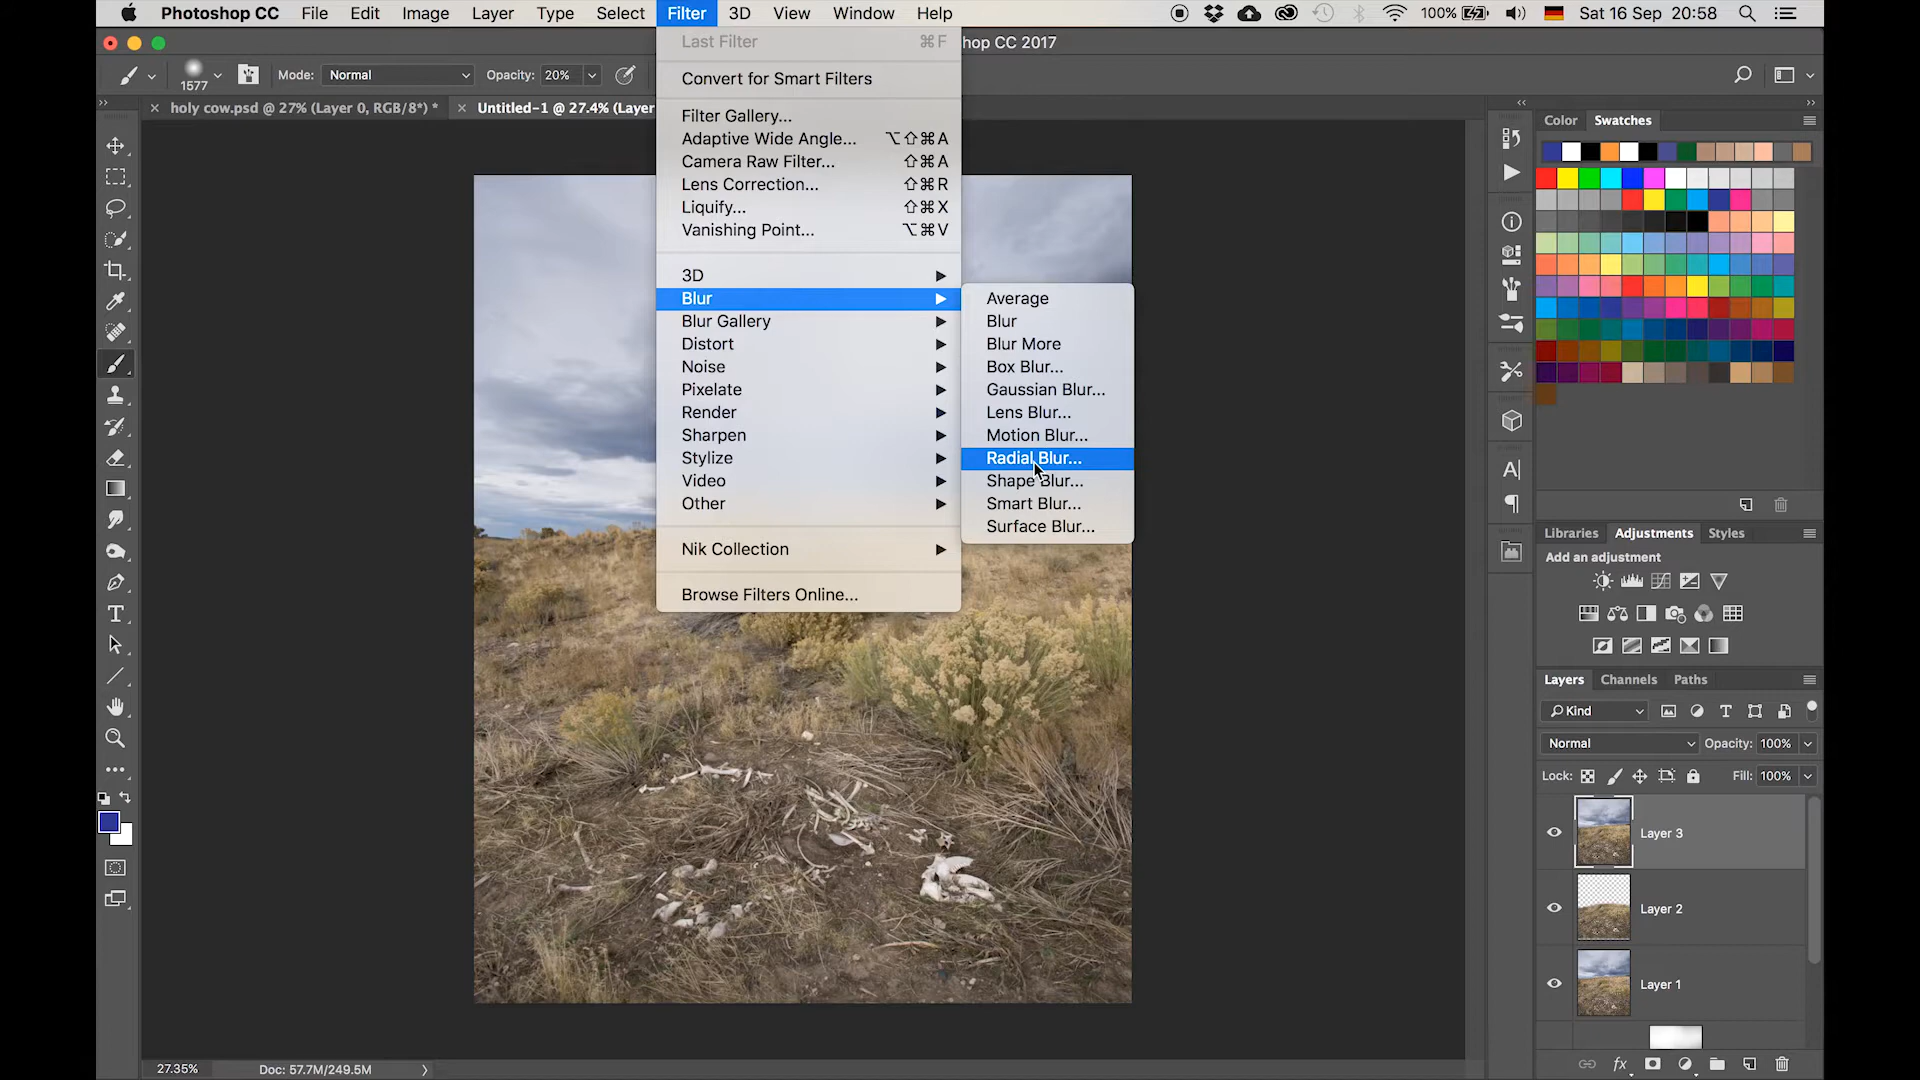 Photoshop CC File Edit Image Layer Type Select Filter 3D View Window Help 100% Sat 16 Sep 20:58
hop CC 2017
1577 Mode: Normal Opacity: 20%
holy cow.psd @ 27% (Layer 0, RGB/8*) * Untitled-1 @ 27.4% (Layer
Last Filter ⌘F
Convert for Smart Filters
Filter Gallery...
Adaptive Wide Angle... ⌥⇧⌘A
Camera Raw Filter... ⇧⌘A
Lens Correction... ⇧⌘R
Liquify... ⇧⌘X
Vanishing Point... ⌥⌘V
3D
Blur
Blur Gallery
Distort
Noise
Pixelate
Render
Sharpen
Stylize
Video
Other
Nik Collection
Browse Filters Online...
Average
Blur
Blur More
Box Blur...
Gaussian Blur...
Lens Blur...
Motion Blur...
Radial Blur...
Shape Blur...
Smart Blur...
Surface Blur...
Color Swatches
Libraries Adjustments Styles
Add an adjustment
Layers Channels Paths
Kind
Normal Opacity: 100%
Lock: Fill: 100%
Layer 3
Layer 2
Layer 1
fx
27.35% Doc: 57.7M/249.5M